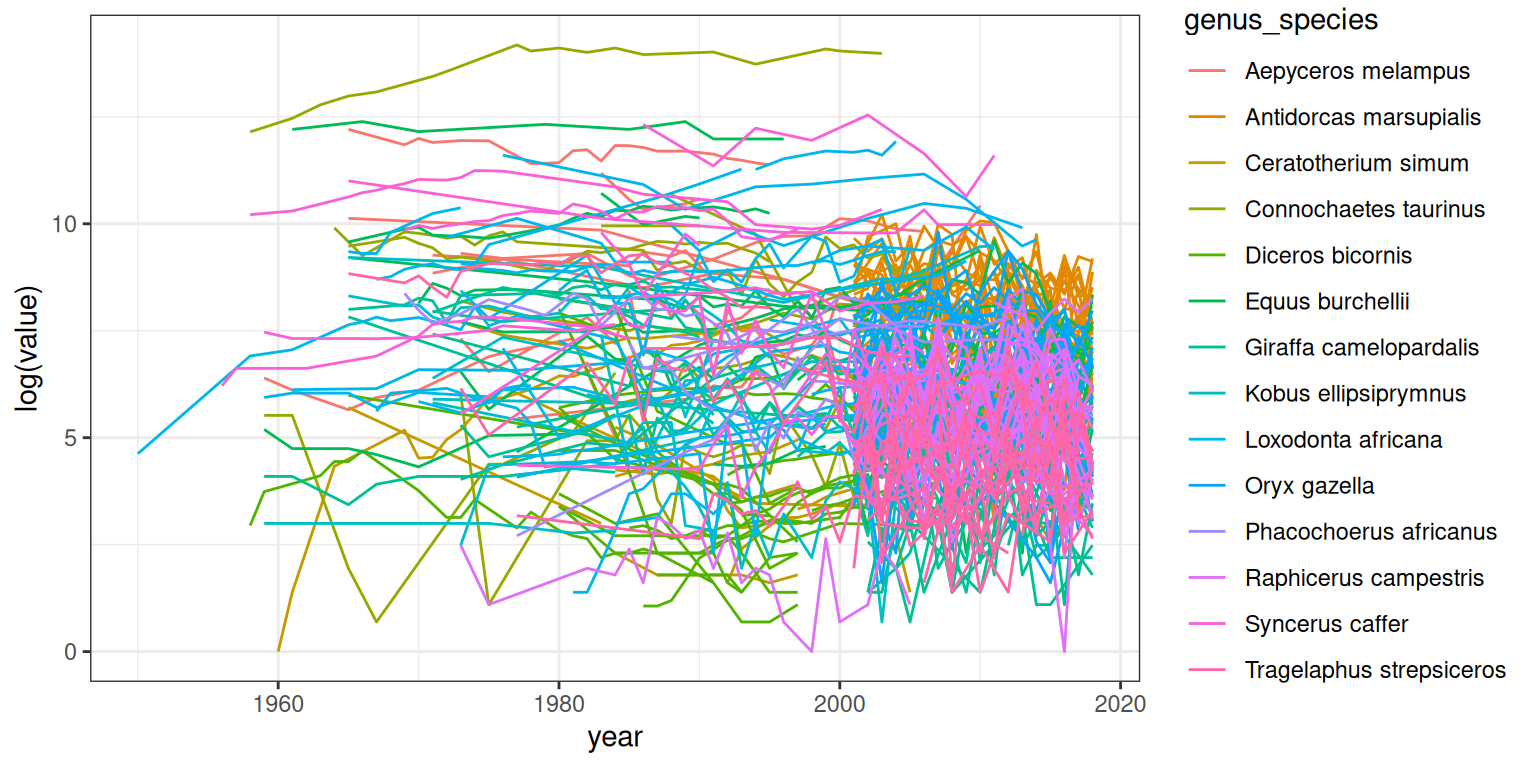 genus_species
Aepyceros melampus
Antidorcas marsupialis
Ceratotherium simum
Connochaetes taurinus
Diceros bicornis
Equus burchellii
Giraffa camelopardalis
Kobus ellipsiprymnus
Loxodonta africana
Oryx gazella
Phacochoerus africanus
Raphicerus campestris
Syncerus caffer
Tragelaphus strepsiceros
log(value)
10
5
0
1960 1980 2000 2020
year